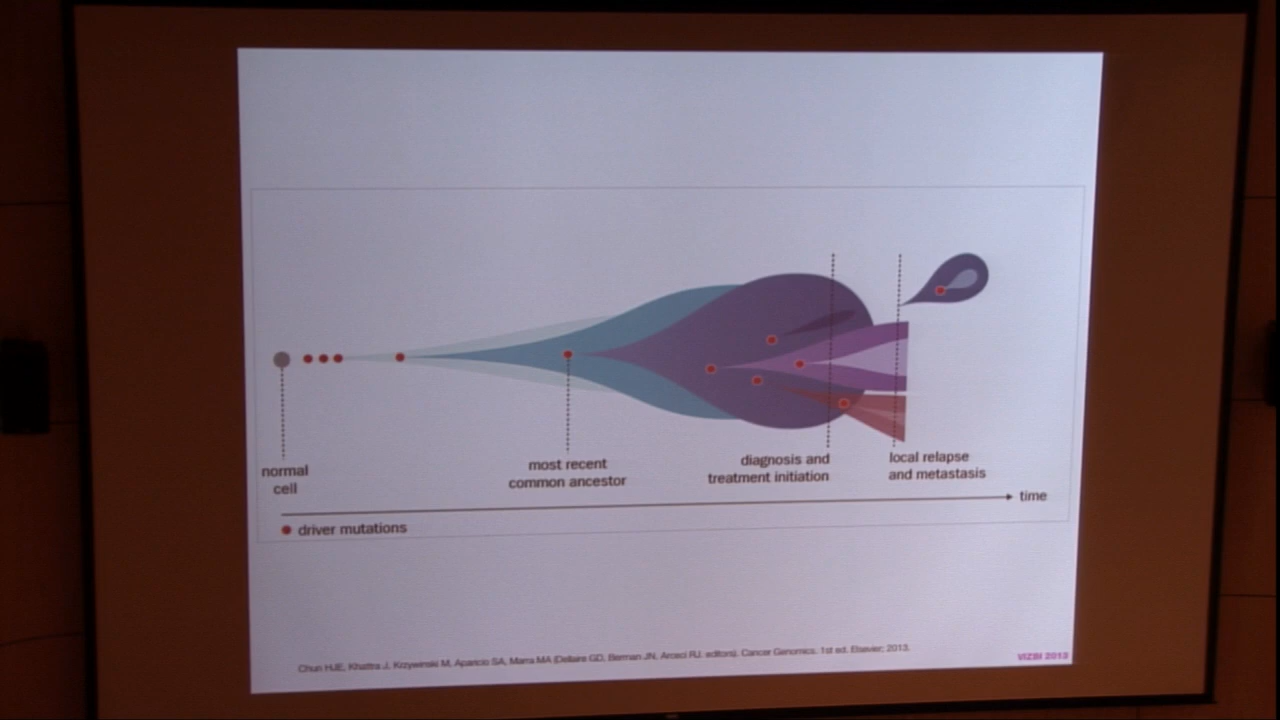 normal
cell
most recent
common ancestor
diagnosis and
treatment initiation
local relapse
and metastasis
time
driver mutations
Chun HJE, Khattra J, Krzywinski M, Aparicio SA, Marra MA (Dellaire GD, Berman JN, Arceci RJ, editors). Cancer Genomics. 1st ed. Elsevier; 2013.
VIZBI 2013